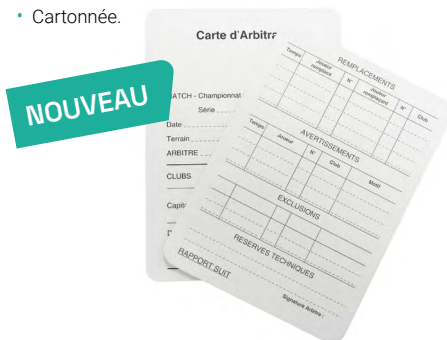 • Cartonnée.
NOUVEAU
Carte d'Arbitre
MATCH - Championnat
Série
Date
Terrain
ARBITRE
CLUBS
REMPLACEMENTS
Temps Joueur remplacé N° Joueur remplaçant N° Club
AVERTISSEMENTS
Temps Joueur N° Club Motif
EXCLUSIONS
RESERVES TECHNIQUES
RAPPORT SUIT
Signature Arbitre :